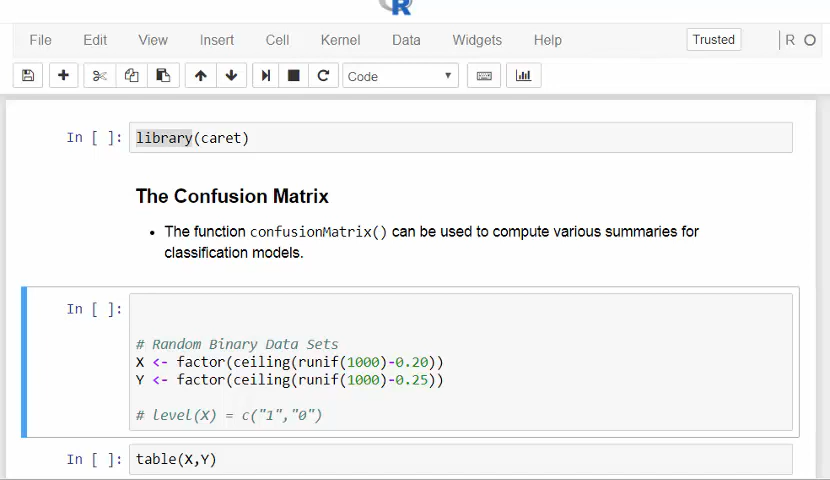 R
File Edit View Insert Cell Kernel Data Widgets Help Trusted R
Code
In [ ]: library(caret)
The Confusion Matrix
• The function confusionMatrix() can be used to compute various summaries for
classification models.
In [ ]:
# Random Binary Data Sets
X <- factor(ceiling(runif(1000)-0.20))
Y <- factor(ceiling(runif(1000)-0.25))
# level(X) = c("1","0")
In [ ]: table(X,Y)